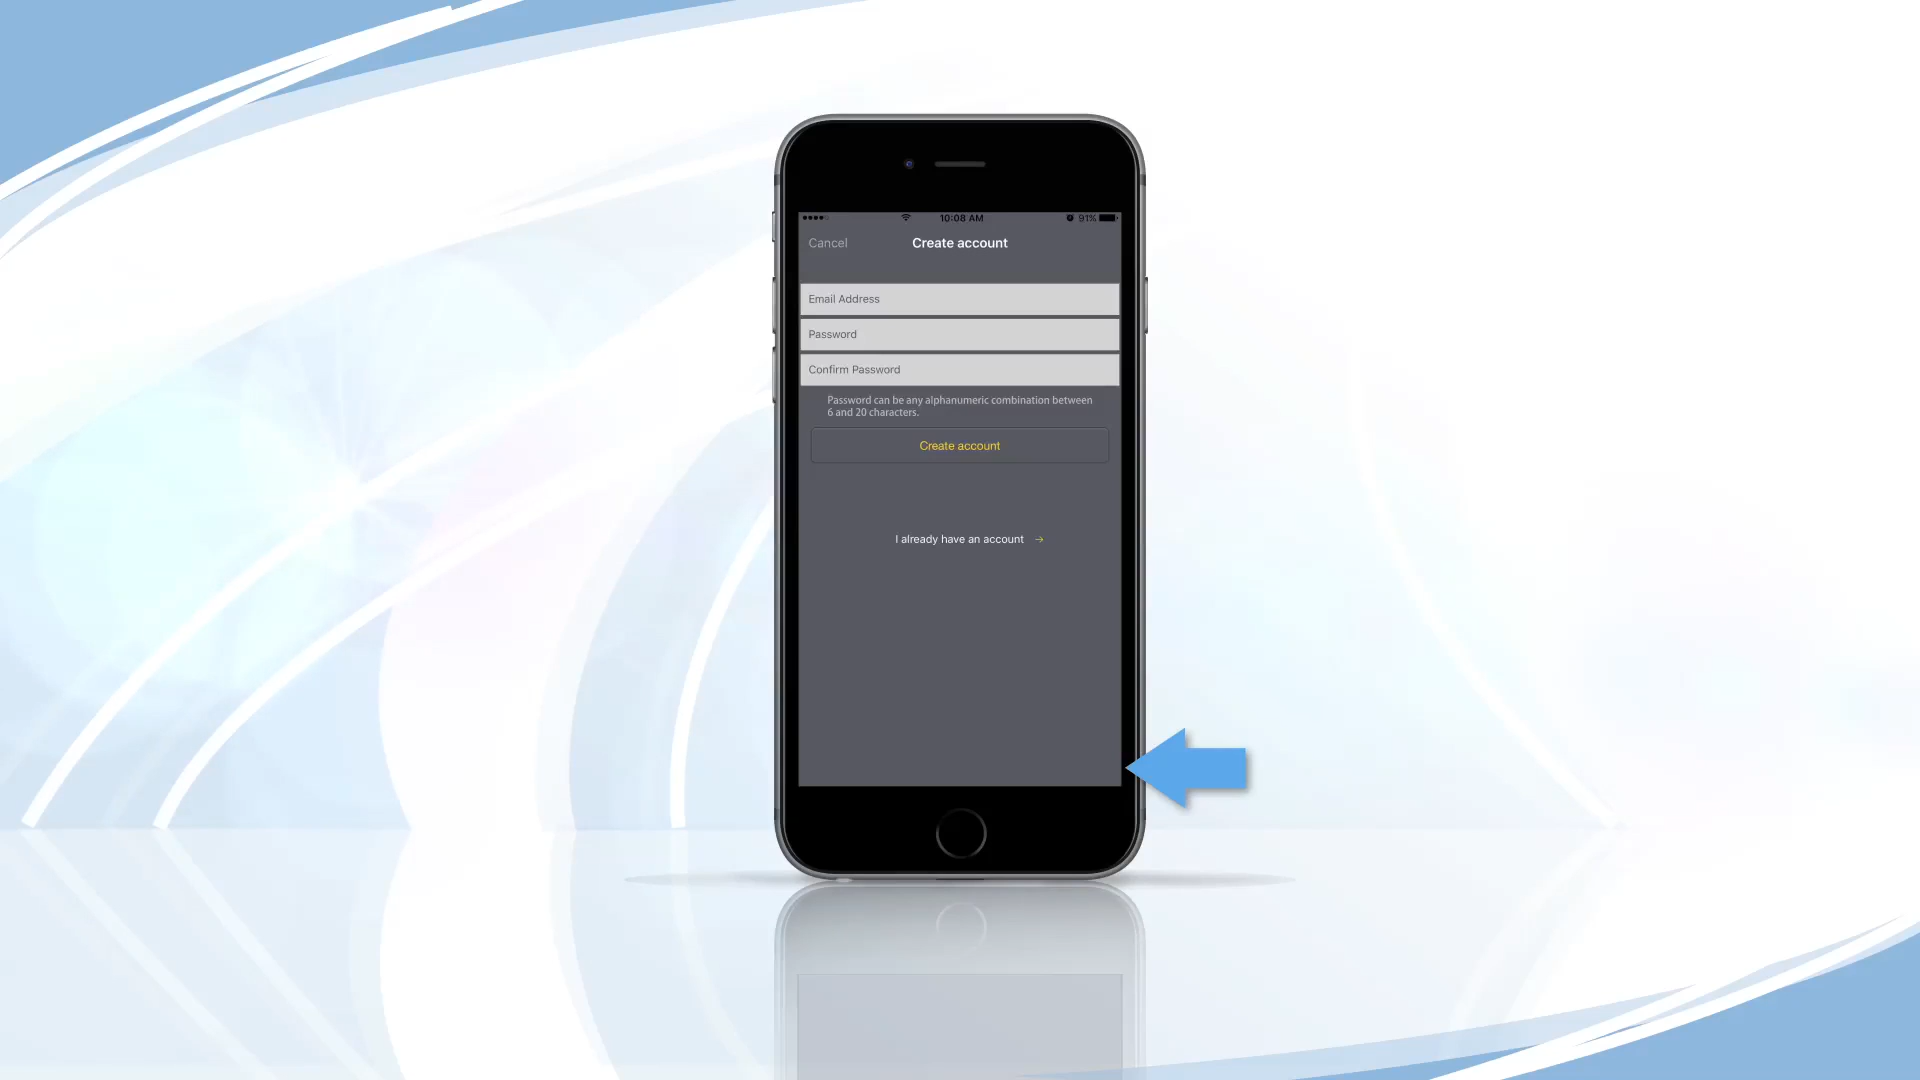 10:08 AM 91%
Cancel Create account
Email Address
Password
Confirm Password
Password can be any alphanumeric combination between
6 and 20 characters.
Create account
I already have an account →